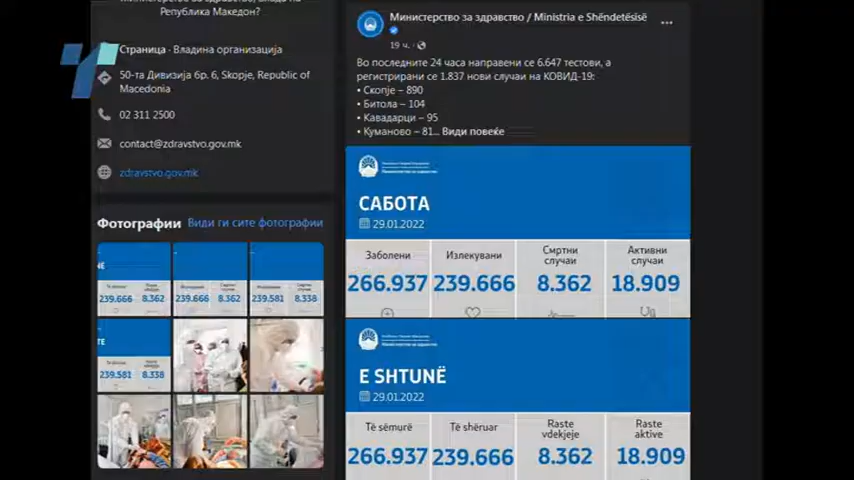 Република Македон?
Страница · Владина организација
50-та Дивизија бр. 6, Skopje, Republic of
Macedonia
02 311 2500
contact@zdravstvo.gov.mk
zdravstvo.gov.mk
Фотографии Види ги сите фотографии
239.666 8.362 239.666 8.362 239.581 8.338
239.581 8.338
Министерство за здравство / Ministria e Shëndetësisë
19 ч.
Во последните 24 часа направени се 6.647 тестови, а
регистрирани се 1.837 нови случаи на КОВИД-19:
• Скопје – 890
• Битола – 104
• Кавадарци – 95
• Куманово – 81... Види повеќе
САБОТА
29.01.2022
Заболени Излекувани Смртни случаи Активни случаи
266.937 239.666 8.362 18.909
E SHTUNË
29.01.2022
Të sëmurë Të shëruar Raste vdekjeje Raste aktive
266.937 239.666 8.362 18.909